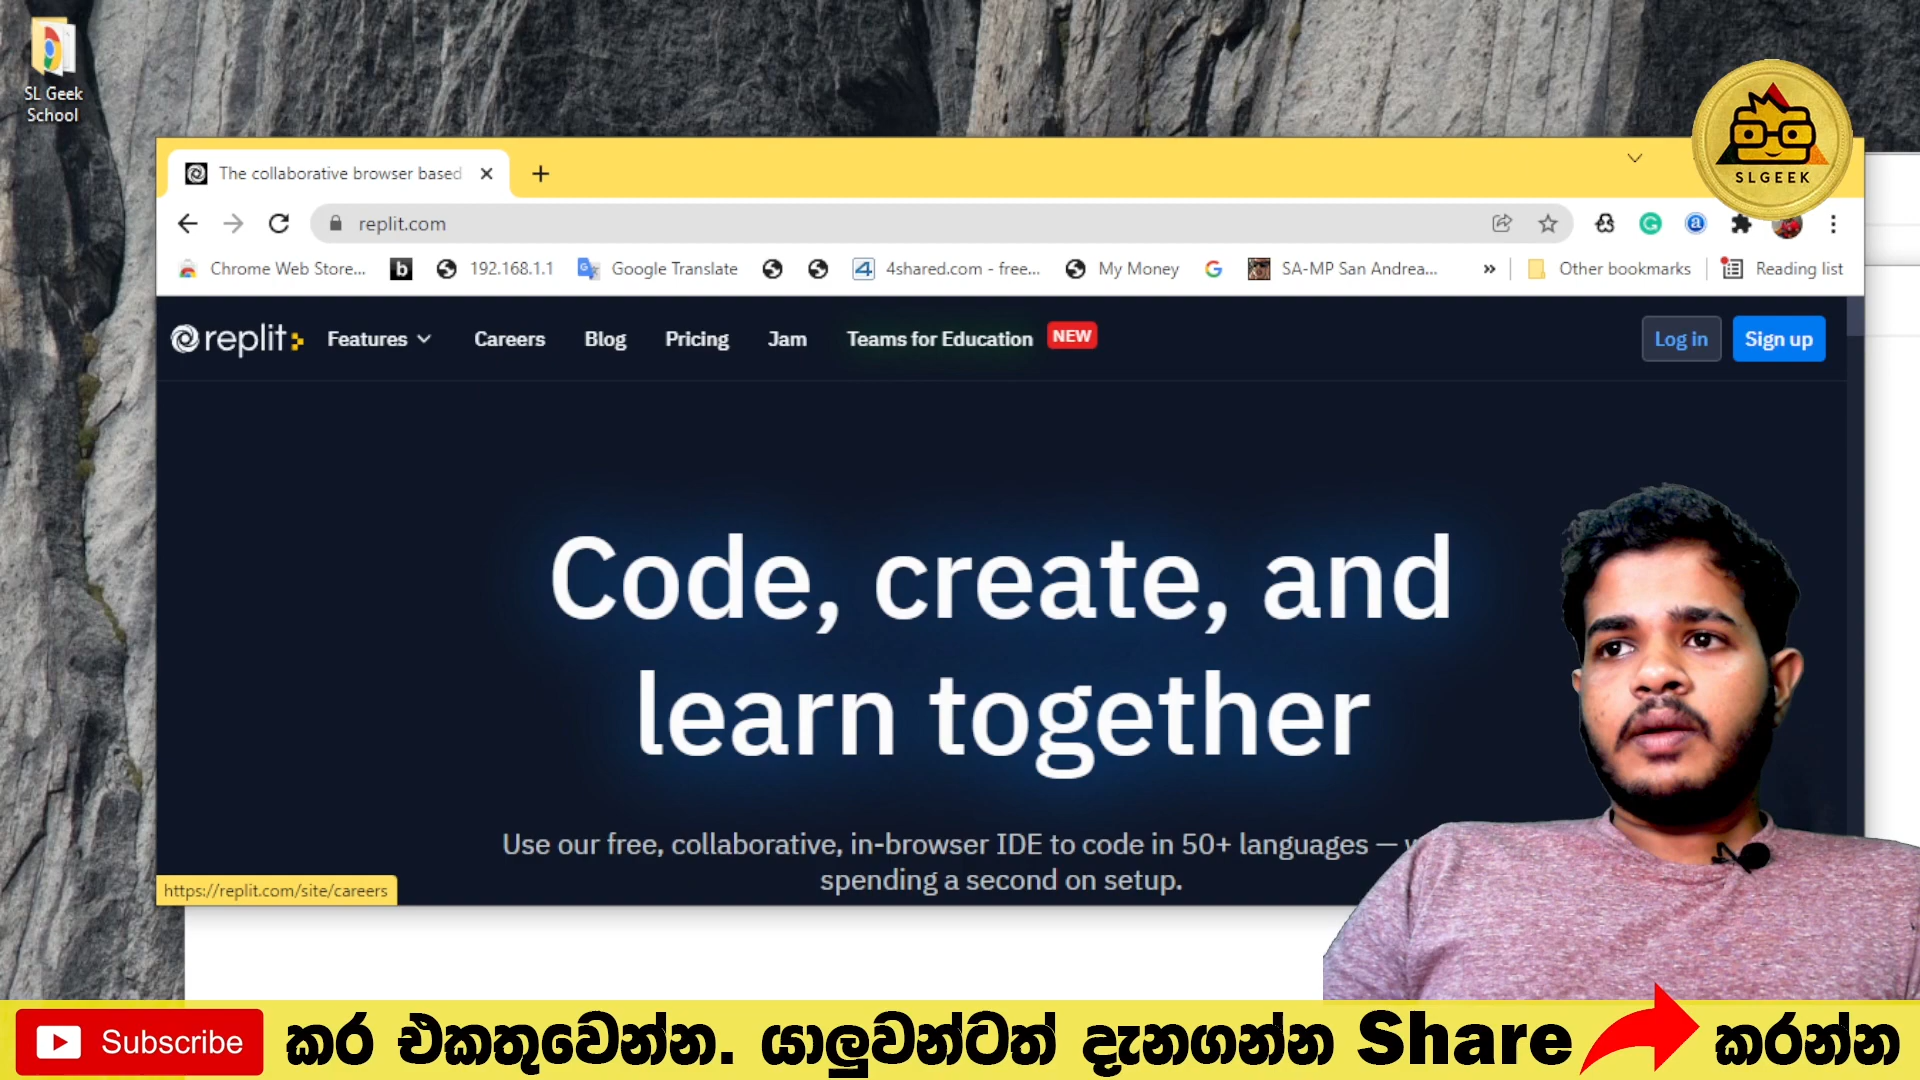 SL Geek
School
SLGEEK
The collaborative browser based
replit.com
Chrome Web Store...
b
192.168.1.1
Google Translate
4shared.com - free...
My Money
SA-MP San Andrea...
»
Other bookmarks
Reading list
replit
Features
Careers
Blog
Pricing
Jam
Teams for Education
NEW
Log in
Sign up
Code, create, and
learn together
Use our free, collaborative, in-browser IDE to code in 50+ languages —
spending a second on setup.
https://replit.com/site/careers
Subscribe කර එකතුවෙන්න. යාලුවන්ටත් දැනගන්න Share කරන්න